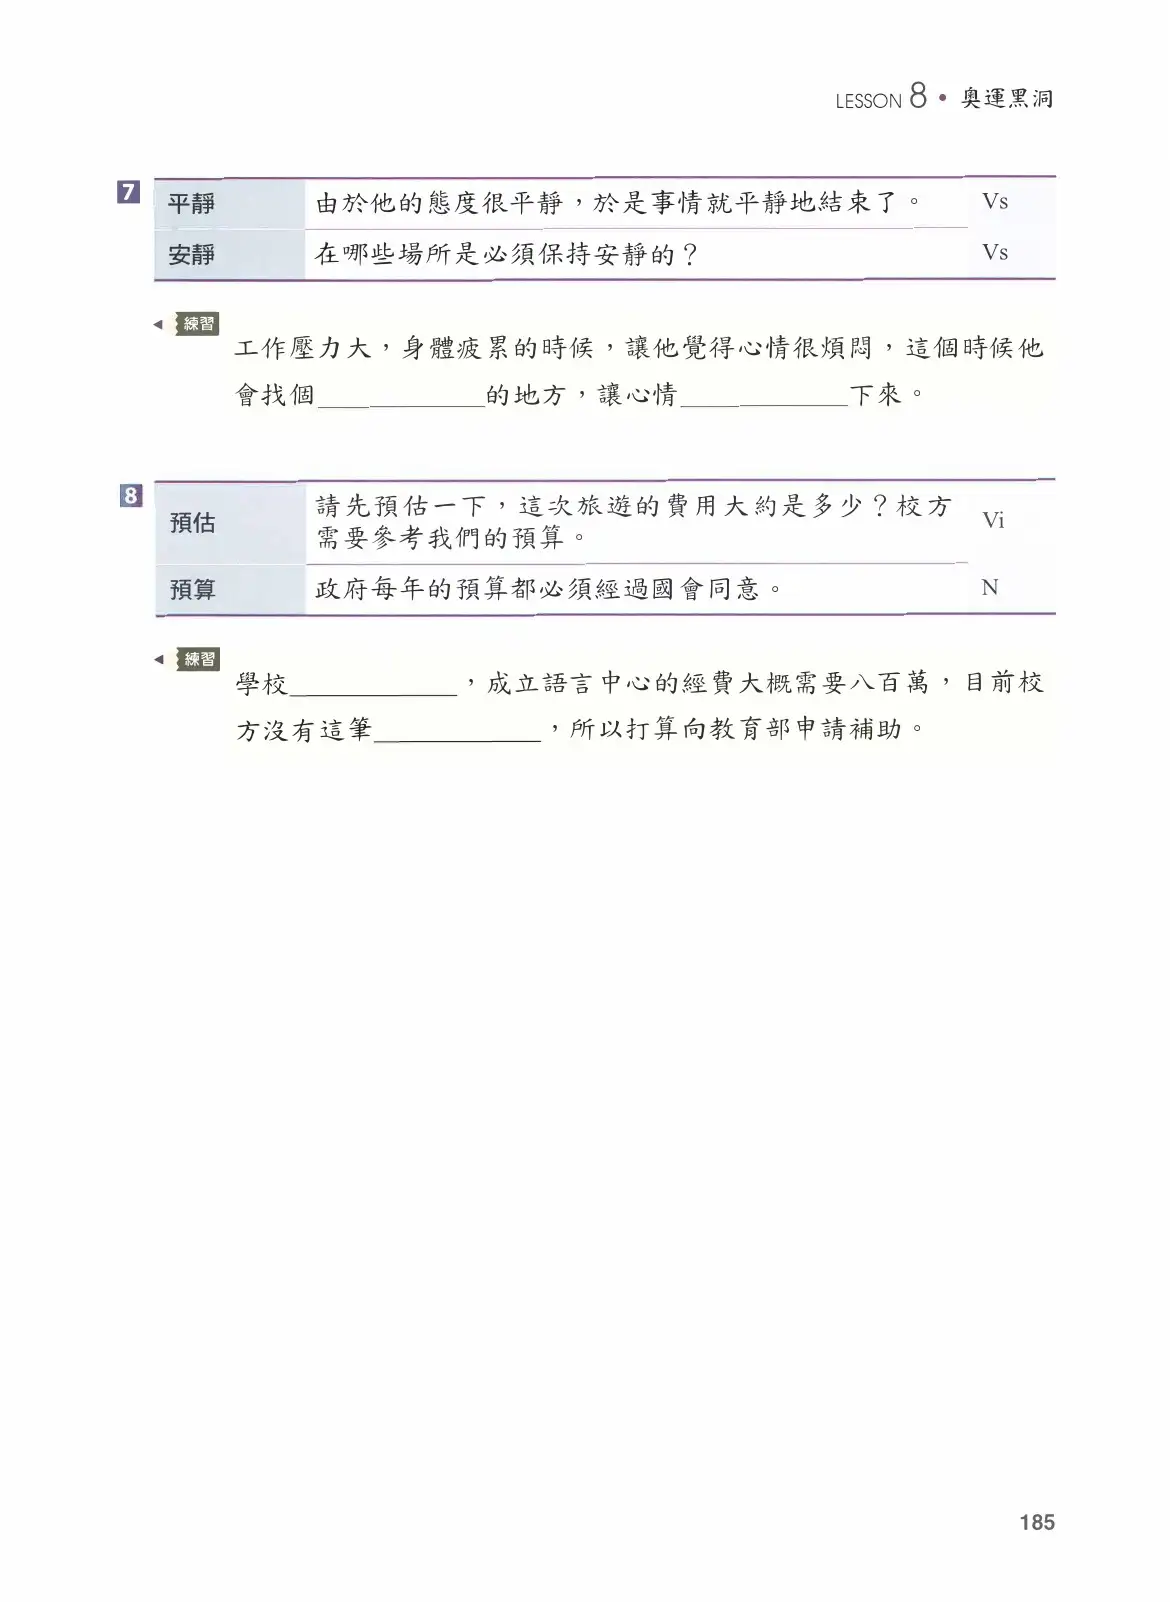 LESSON 8 • 奧運黑洞
7
平靜 由於他的態度很平靜，於是事情就平靜地結束了。 Vs
安靜 在哪些場所是必須保持安靜的？ Vs
◀ 練習
工作壓力大，身體疲累的時候，讓他覺得心情很煩悶，這個時候他
會找個____________的地方，讓心情____________下來。
8
預估 請先預估一下，這次旅遊的費用大約是多少？校方 Vi
需要參考我們的預算。
預算 政府每年的預算都必須經過國會同意。 N
◀ 練習
學校____________，成立語言中心的經費大概需要八百萬，目前校
方沒有這筆____________，所以打算向教育部申請補助。
185